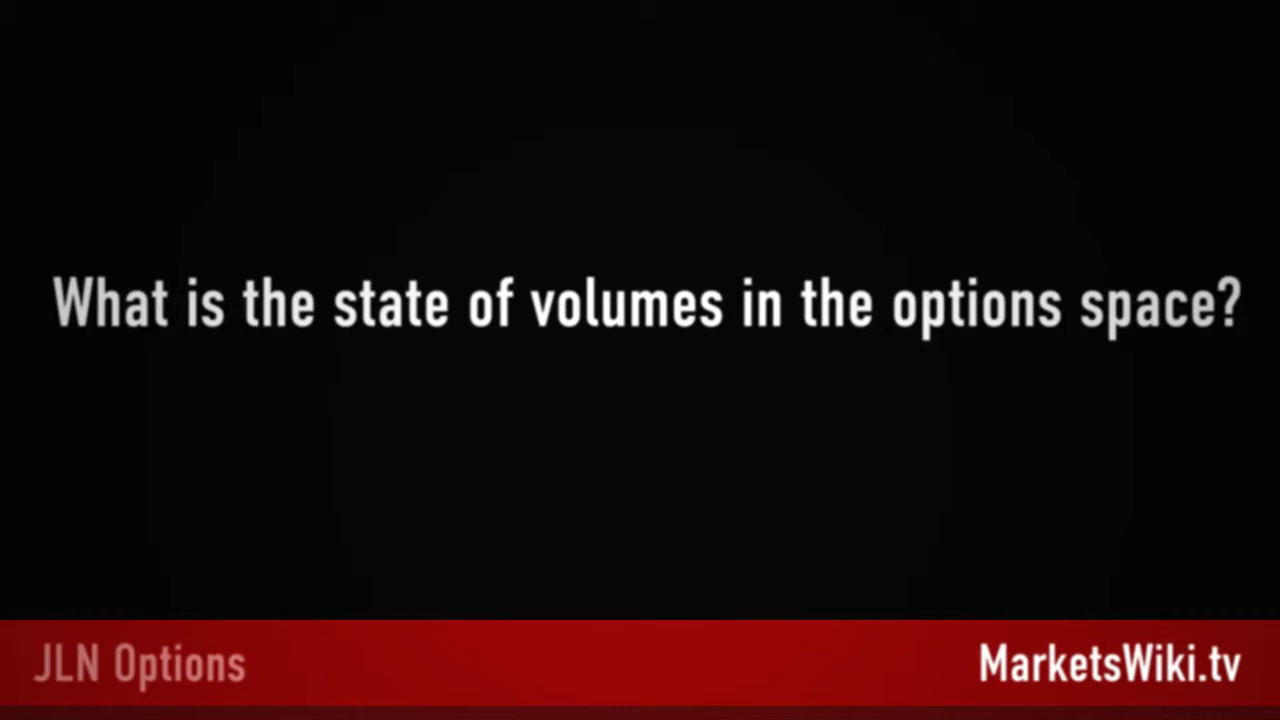 What is the state of volumes in the options space?
JLN Options
MarketsWiki.tv